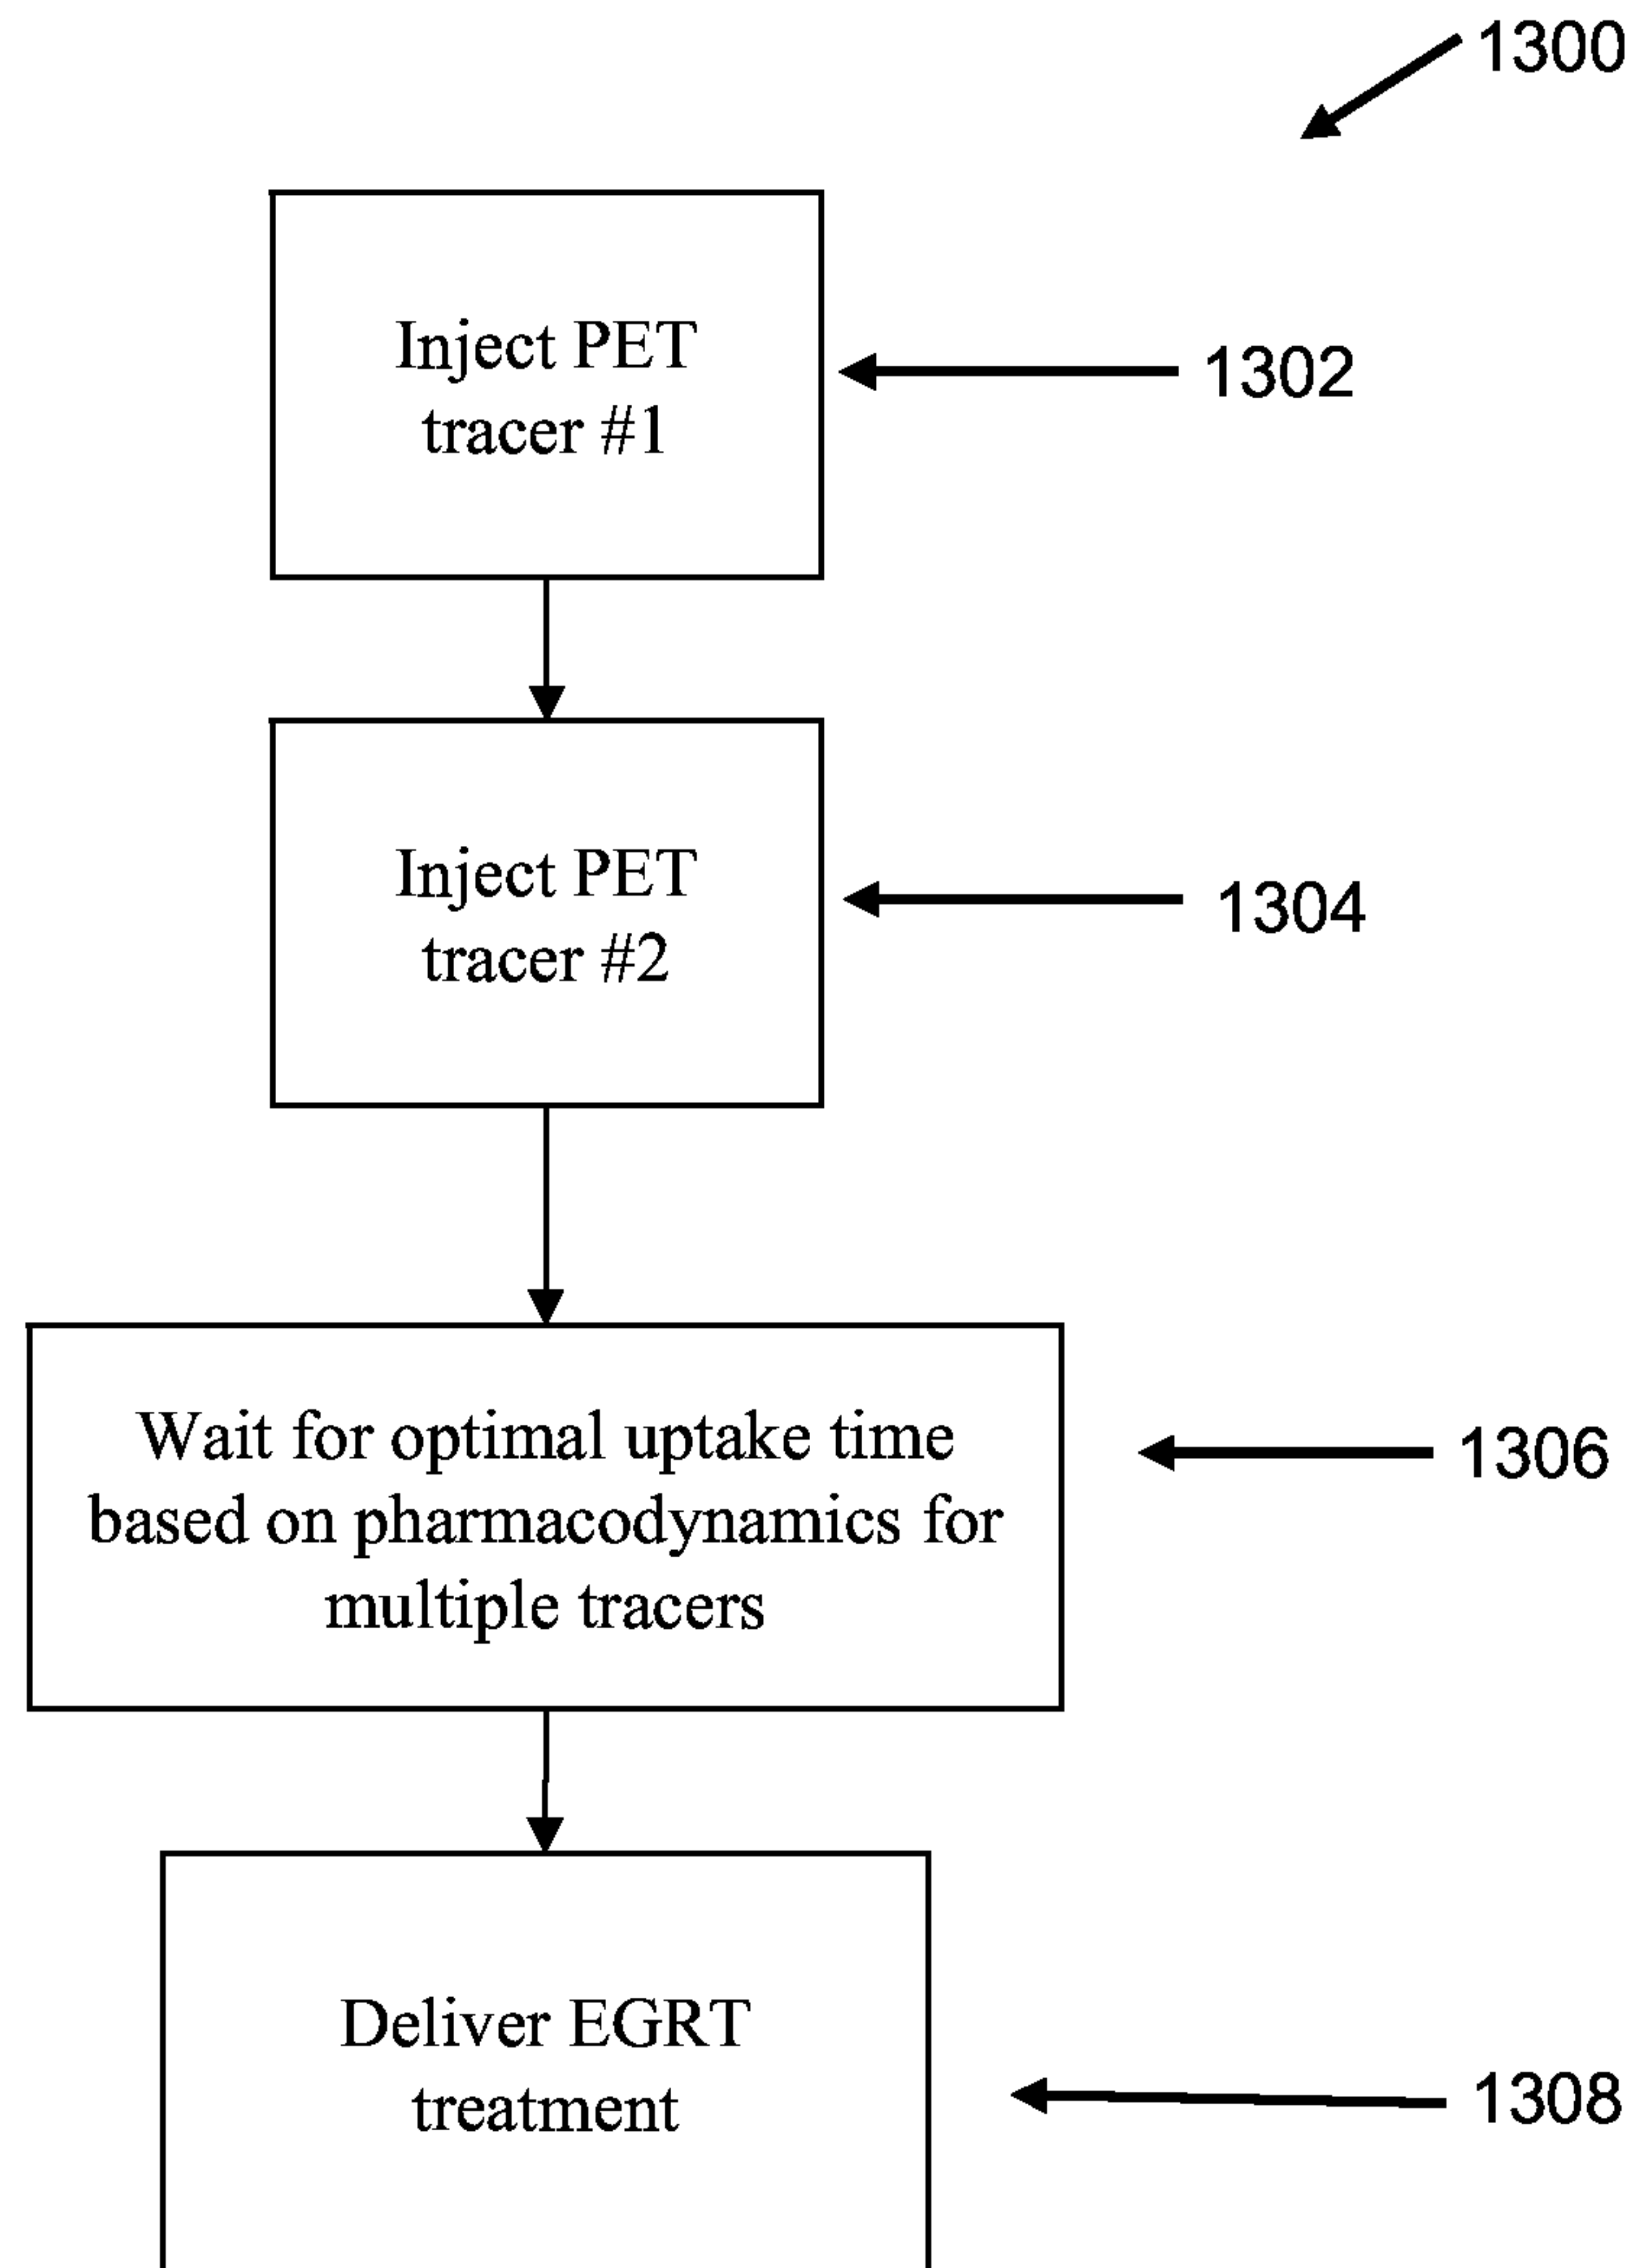 1300
Inject PET
tracer #1
1302
Inject PET
tracer #2
1304
Wait for optimal uptake time
based on pharmacodynamics for
multiple tracers
1306
Deliver EGRT
treatment
1308